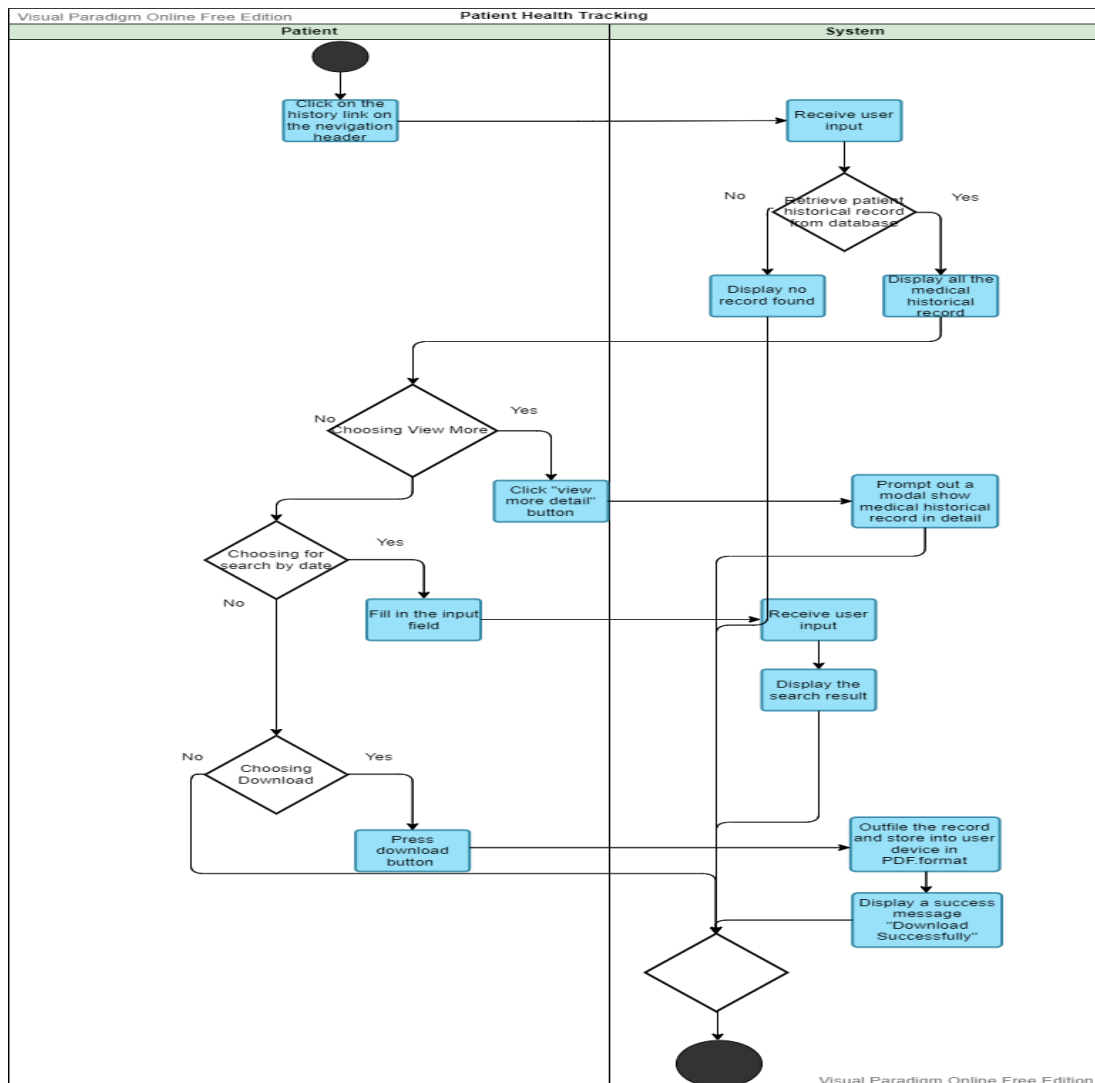 Visual Paradigm Online Free Edition
Patient Health Tracking
Patient
System
Click on the
history link on
the nevigation
header
Receive user
input
No
Retrieve patient
historical record
from database
Yes
Display no
record found
Display all the
medical
historical
record
No
Choosing View More
Yes
Click "view
more detail"
button
Prompt out a
modal show
medical historical
record in detail
Choosing for
search by date
Yes
No
Fill in the input
field
Receive user
input
Display the
search result
No
Choosing
Download
Yes
Press
download
button
Outfile the record
and store into user
device in
PDF.format
Display a success
message
"Download
Successfully"
Visual Paradigm Online Free Edition